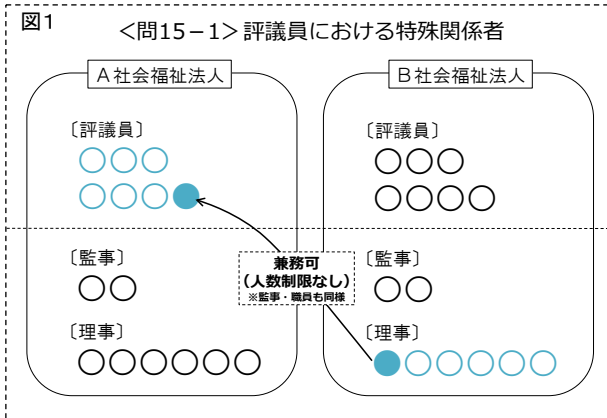 図1
<問15-1>評議員における特殊関係者
A社会福祉法人
B社会福祉法人
〔評議員〕
〔評議員〕
兼務可
(人数制限なし)
※監事・職員も同様
〔監事〕
〔監事〕
〔理事〕
〔理事〕